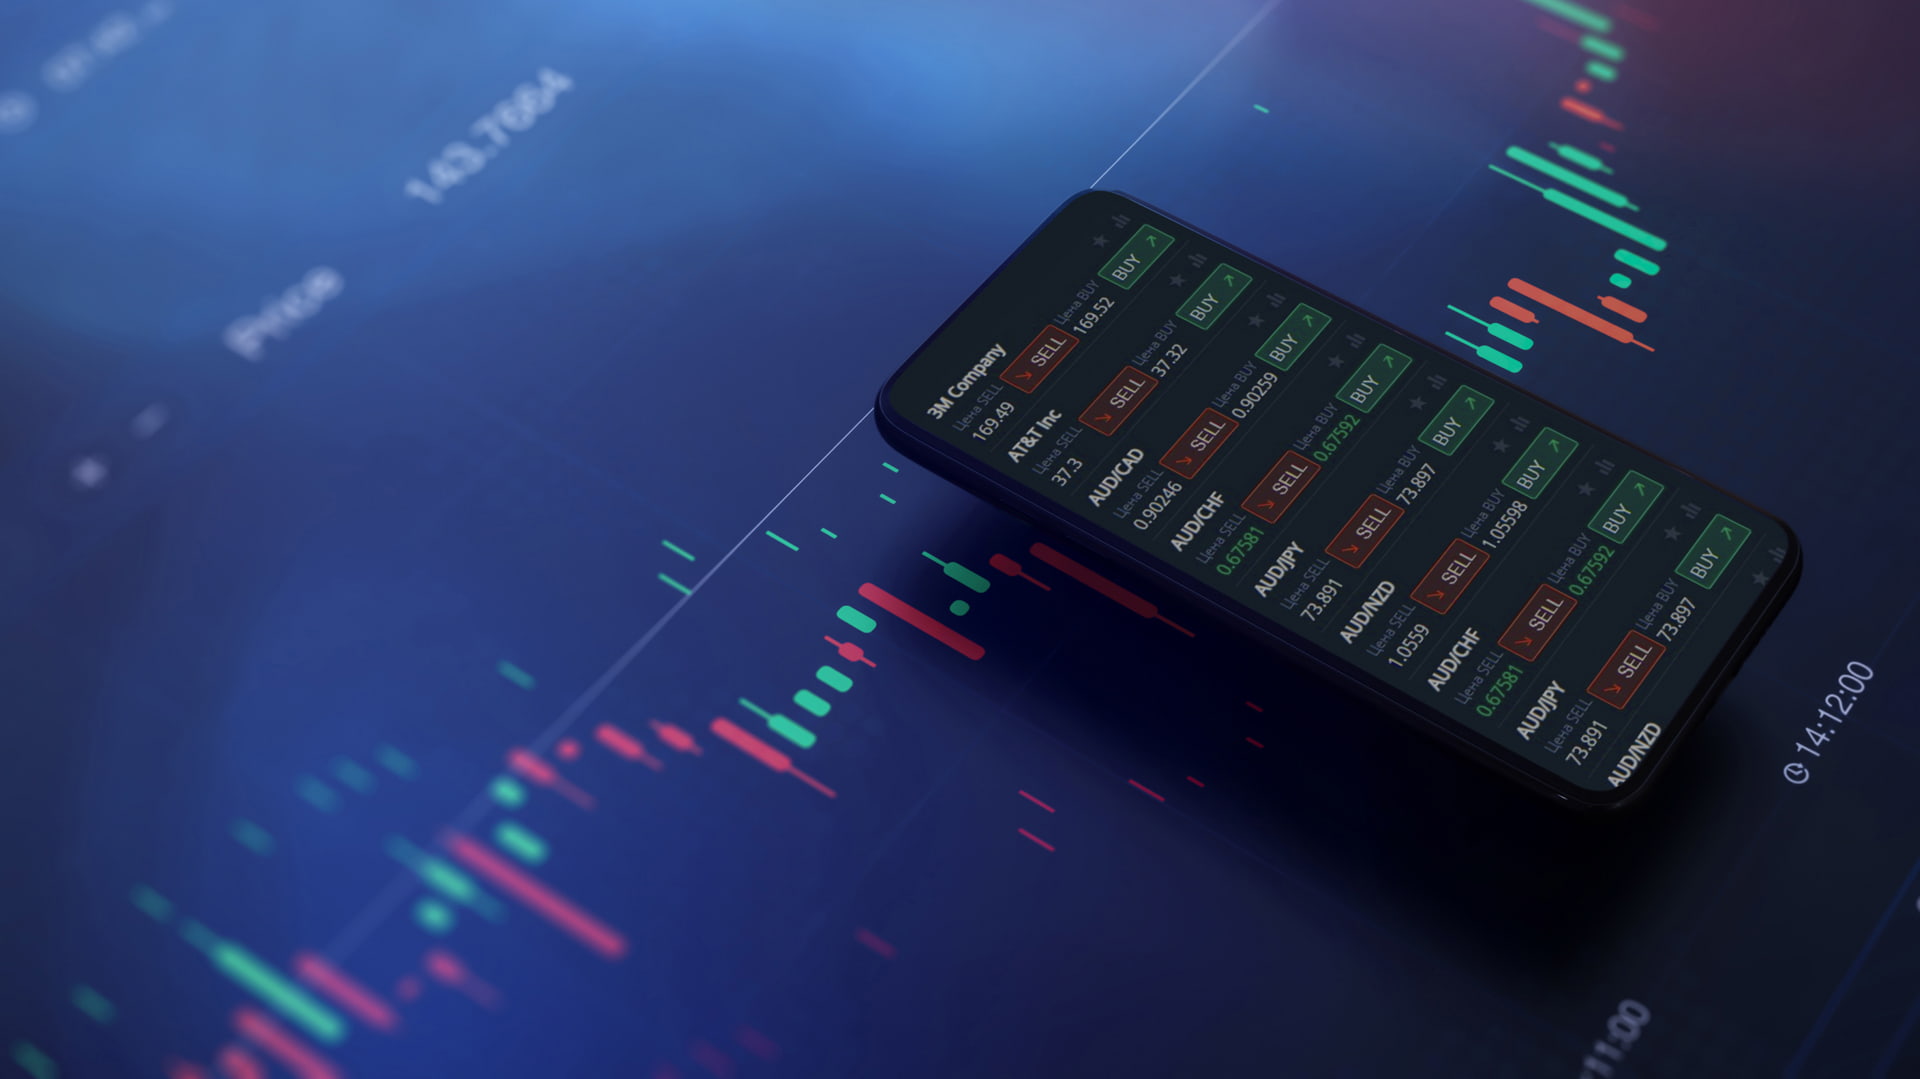 Price
143.7664
3M Company
Цена SELL
169.49
SELL
Цена BUY
169.52
BUY
AT&T Inc
Цена SELL
37.3
SELL
Цена BUY
37.32
BUY
AUD/CAD
Цена SELL
0.90246
SELL
Цена BUY
0.90259
BUY
AUD/CHF
Цена SELL
0.67581
SELL
Цена BUY
0.67592
BUY
AUD/JPY
Цена SELL
73.891
SELL
Цена BUY
73.897
BUY
AUD/NZD
Цена SELL
1.0559
SELL
Цена BUY
1.05598
BUY
AUD/CHF
Цена SELL
0.67581
SELL
Цена BUY
0.67592
BUY
AUD/JPY
Цена SELL
73.891
SELL
Цена BUY
73.897
BUY
AUD/NZD
14:12:00
11:00